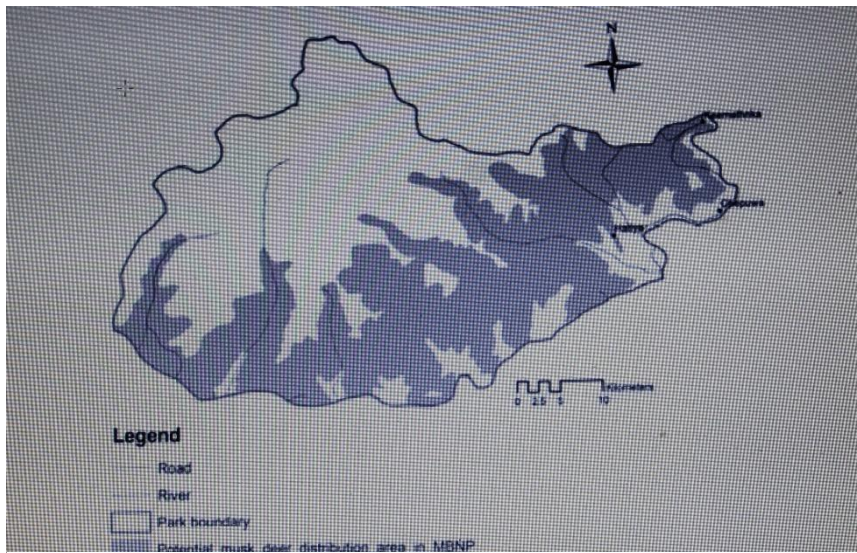 N
Kilometers
0 2.5 5 10
Legend
Road
River
Park boundary
Potential musk deer distribution area in MBNP